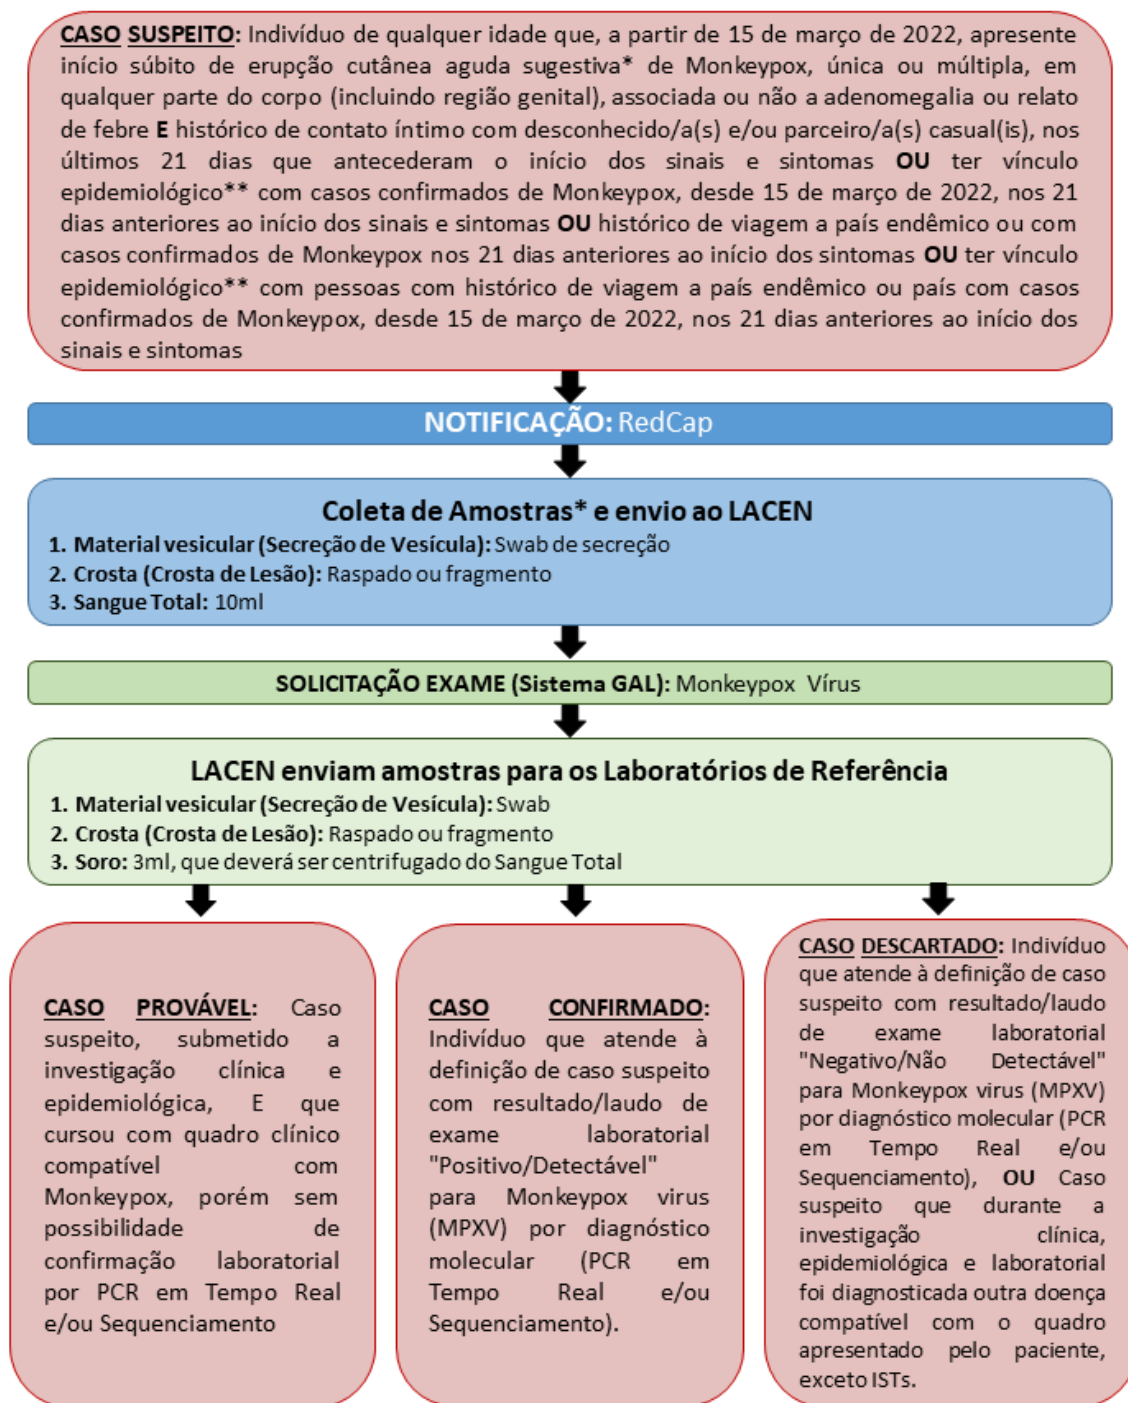 CASO SUSPEITO: Indivíduo de qualquer idade que, a partir de 15 de março de 2022, apresente
início súbito de erupção cutânea aguda sugestiva* de Monkeypox, única ou múltipla, em
qualquer parte do corpo (incluindo região genital), associada ou não a adenomegalia ou relato
de febre E histórico de contato íntimo com desconhecido/a(s) e/ou parceiro/a(s) casual(is), nos
últimos 21 dias que antecederam o início dos sinais e sintomas OU ter vínculo
epidemiológico** com casos confirmados de Monkeypox, desde 15 de março de 2022, nos 21
dias anteriores ao início dos sinais e sintomas OU histórico de viagem a país endêmico ou com
casos confirmados de Monkeypox nos 21 dias anteriores ao início dos sintomas OU ter vínculo
epidemiológico** com pessoas com histórico de viagem a país endêmico ou país com casos
confirmados de Monkeypox, desde 15 de março de 2022, nos 21 dias anteriores ao início dos
sinais e sintomas
NOTIFICAÇÃO: RedCap
Coleta de Amostras* e envio ao LACEN
1. Material vesicular (Secreção de Vesícula): Swab de secreção
2. Crosta (Crosta de Lesão): Raspado ou fragmento
3. Sangue Total: 10ml
SOLICITAÇÃO EXAME (Sistema GAL): Monkeypox Vírus
LACEN enviam amostras para os Laboratórios de Referência
1. Material vesicular (Secreção de Vesícula): Swab
2. Crosta (Crosta de Lesão): Raspado ou fragmento
3. Soro: 3ml, que deverá ser centrifugado do Sangue Total
CASO PROVÁVEL: Caso
suspeito, submetido a
investigação clínica e
epidemiológica, E que
cursou com quadro clínico
compatível com
Monkeypox, porém sem
possibilidade de
confirmação laboratorial
por PCR em Tempo Real
e/ou Sequenciamento
CASO CONFIRMADO:
Indivíduo que atende à
definição de caso suspeito
com resultado/laudo de
exame laboratorial
"Positivo/Detectável"
para Monkeypox virus
(MPXV) por diagnóstico
molecular (PCR em
Tempo Real e/ou
Sequenciamento).
CASO DESCARTADO: Indivíduo
que atende à definição de caso
suspeito com resultado/laudo
de exame laboratorial
"Negativo/Não Detectável"
para Monkeypox virus (MPXV)
por diagnóstico molecular (PCR
em Tempo Real e/ou
Sequenciamento), OU Caso
suspeito que durante a
investigação clínica,
epidemiológica e laboratorial
foi diagnosticada outra doença
compatível com o quadro
apresentado pelo paciente,
exceto ISTs.